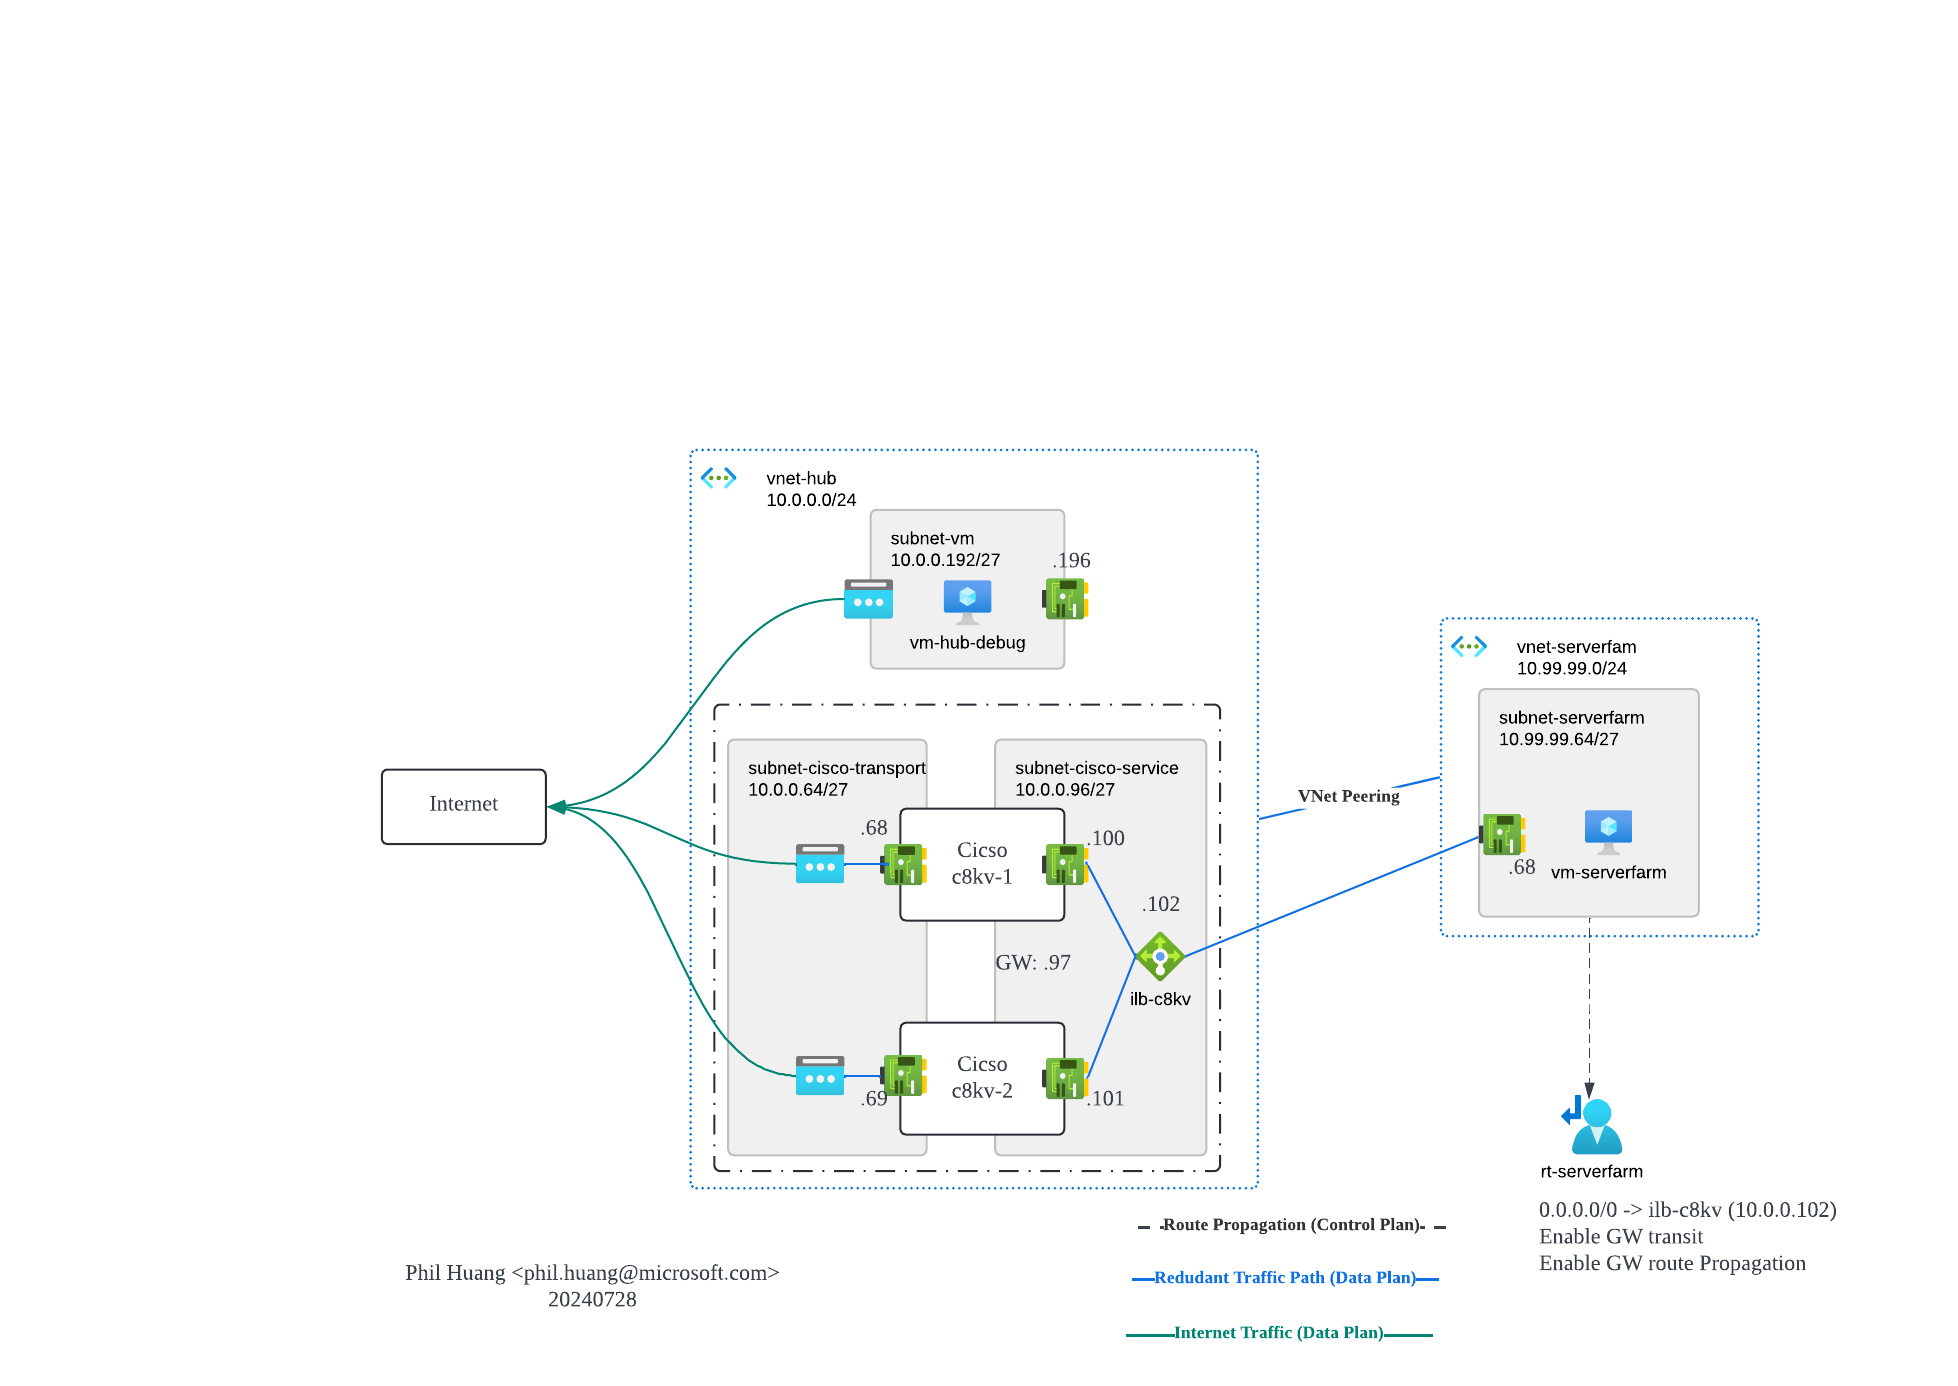 vnet-hub
10.0.0.0/24
subnet-vm
10.0.0.192/27
.196
vm-hub-debug
vnet-serverfam
10.99.99.0/24
subnet-serverfarm
10.99.99.64/27
.68
vm-serverfarm
VNet Peering
Internet
subnet-cisco-transport
10.0.0.64/27
subnet-cisco-service
10.0.0.96/27
.68
Cicso
c8kv-1
.100
.102
GW: .97
ilb-c8kv
.69
Cicso
c8kv-2
.101
rt-serverfarm
0.0.0.0/0 -> ilb-c8kv (10.0.0.102)
Enable GW transit
Enable GW route Propagation
Route Propagation (Control Plan)
Redudant Traffic Path (Data Plan)
Internet Traffic (Data Plan)
Phil Huang <phil.huang@microsoft.com>
20240728